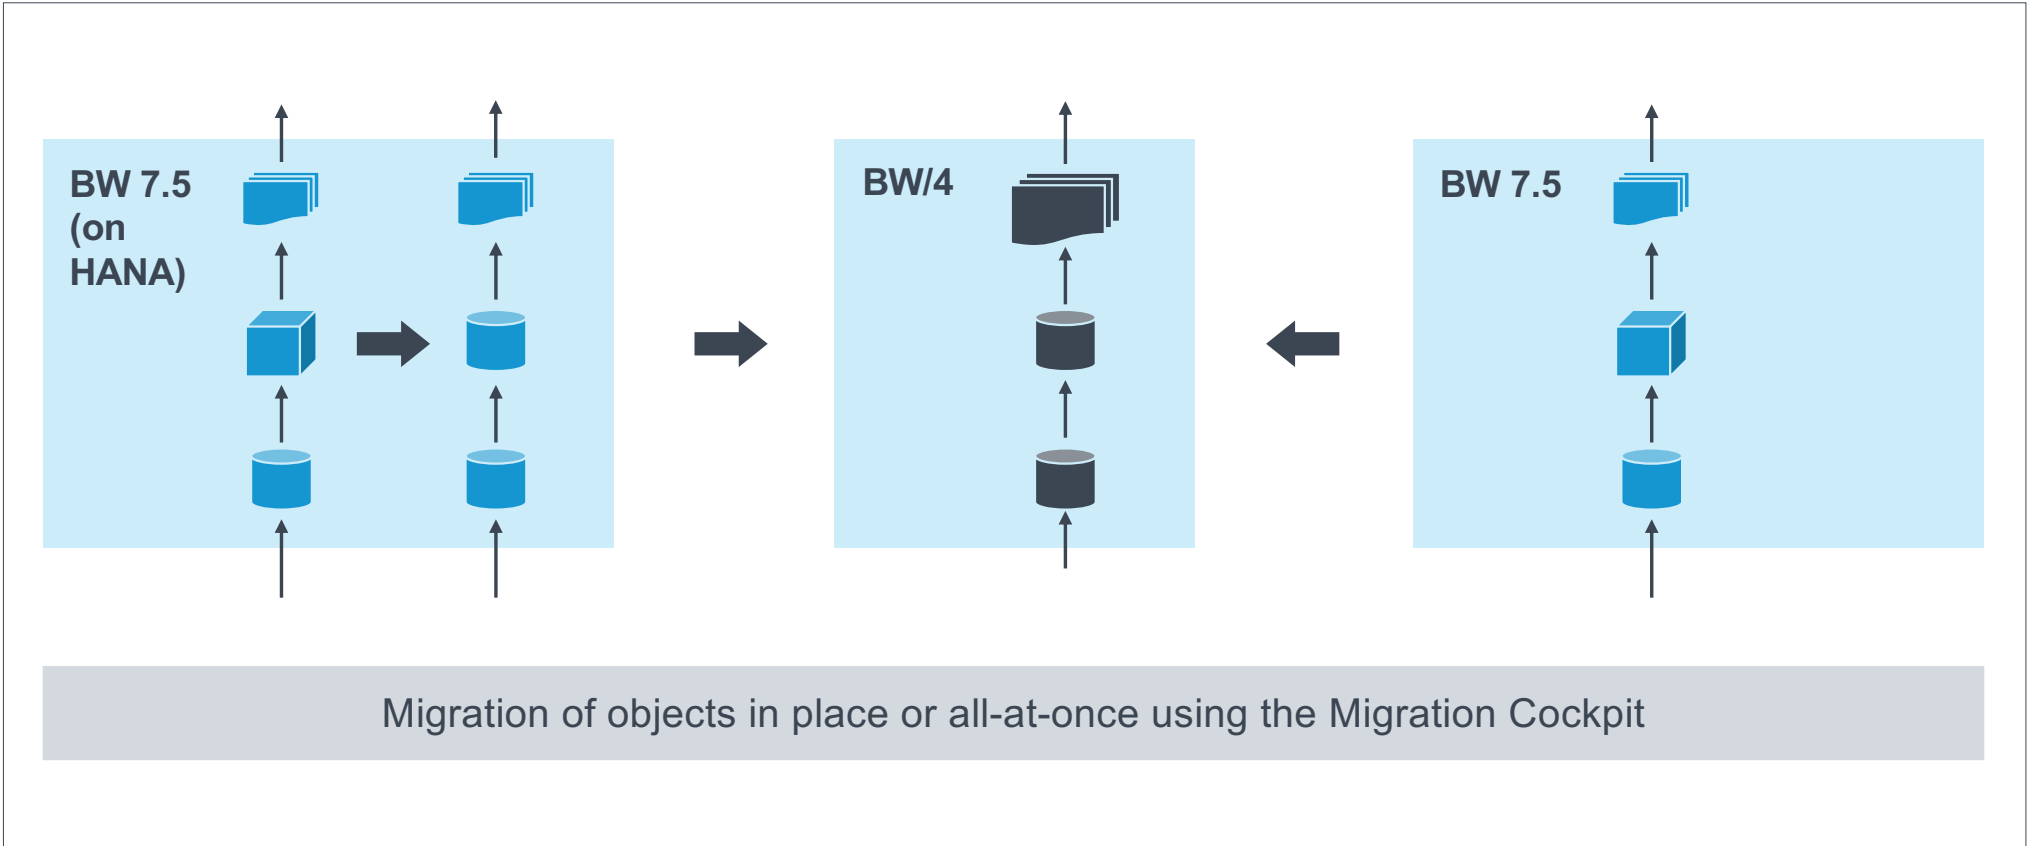 BW 7.5
(on
HANA)
BW/4
BW 7.5
Migration of objects in place or all-at-once using the Migration Cockpit